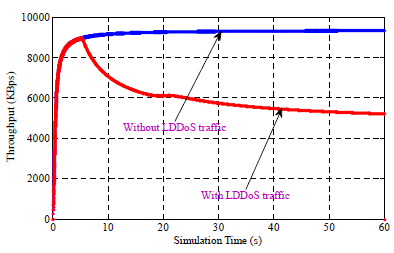 10000
8000
6000
4000
2000
0
Throughput (KBps)
Without LDDoS traffic
With LDDoS traffic
0 10 20 30 40 50 60
Simulation Time (s)